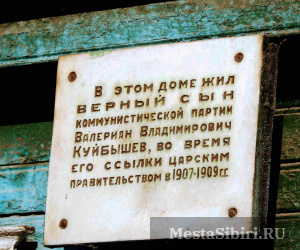 В ЭТОМ ДОМЕ ЖИЛ
ВЕРНЫЙ СЫН
КОММУНИСТИЧЕСКОЙ ПАРТИИ
ВАЛЕРИАН ВЛАДИМИРОВИЧ
КУЙБЫШЕВ, ВО ВРЕМЯ
ЕГО ССЫЛКИ ЦАРСКИМ
ПРАВИТЕЛЬСТВОМ В 1907-1909 г.г.
MestaSibiri.RU